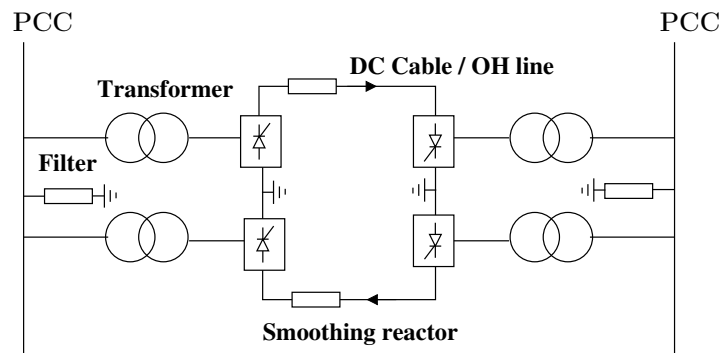 PCC
PCC
DC Cable / OH line
Transformer
Filter
Smoothing reactor